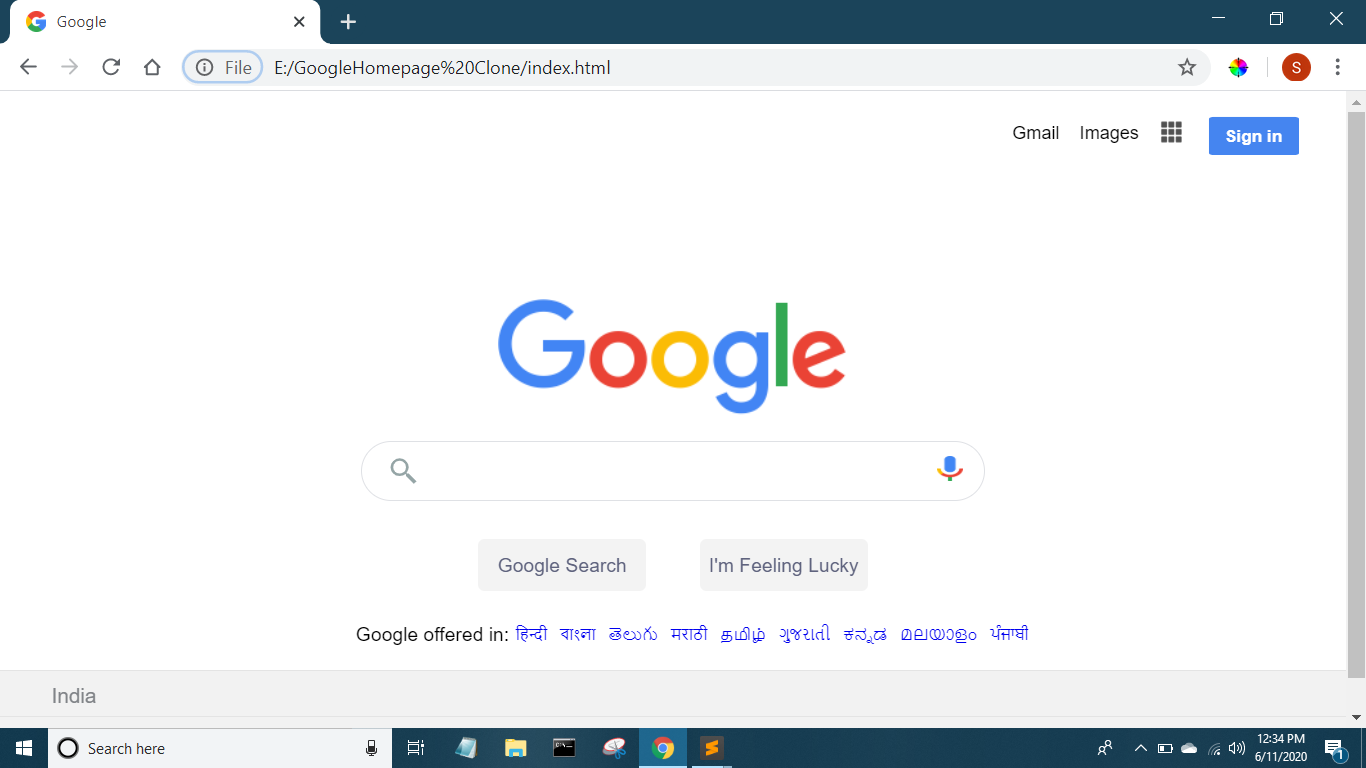 Google
File E:/GoogleHomepage%20Clone/index.html S
Gmail Images Sign in
Google
Google Search I'm Feeling Lucky
Google offered in: हिन्दी বাংলা తెలుగు मराठी தமிழ் ગુજરાતી ಕನ್ನಡ മലയാളം ਪੰਜਾਬੀ
India
Search here
12:34 PM
6/11/2020
1